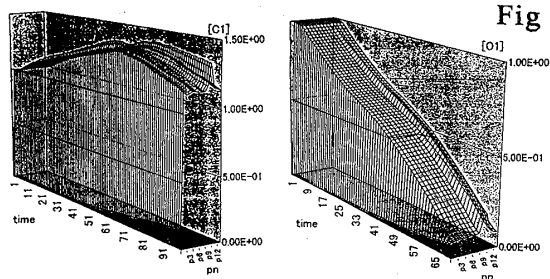 Fig
[C1]
1.50E+00
1.00E+00
5.00E-01
0.00E+00
1
11
21
31
41
51
61
71
81
91
time
p3
p6
p9
p12
pn
[O1]
1.00E+00
5.00E-01
0.00E+00
1
9
17
25
33
41
49
57
65
time
p3
p6
p9
p12
pn